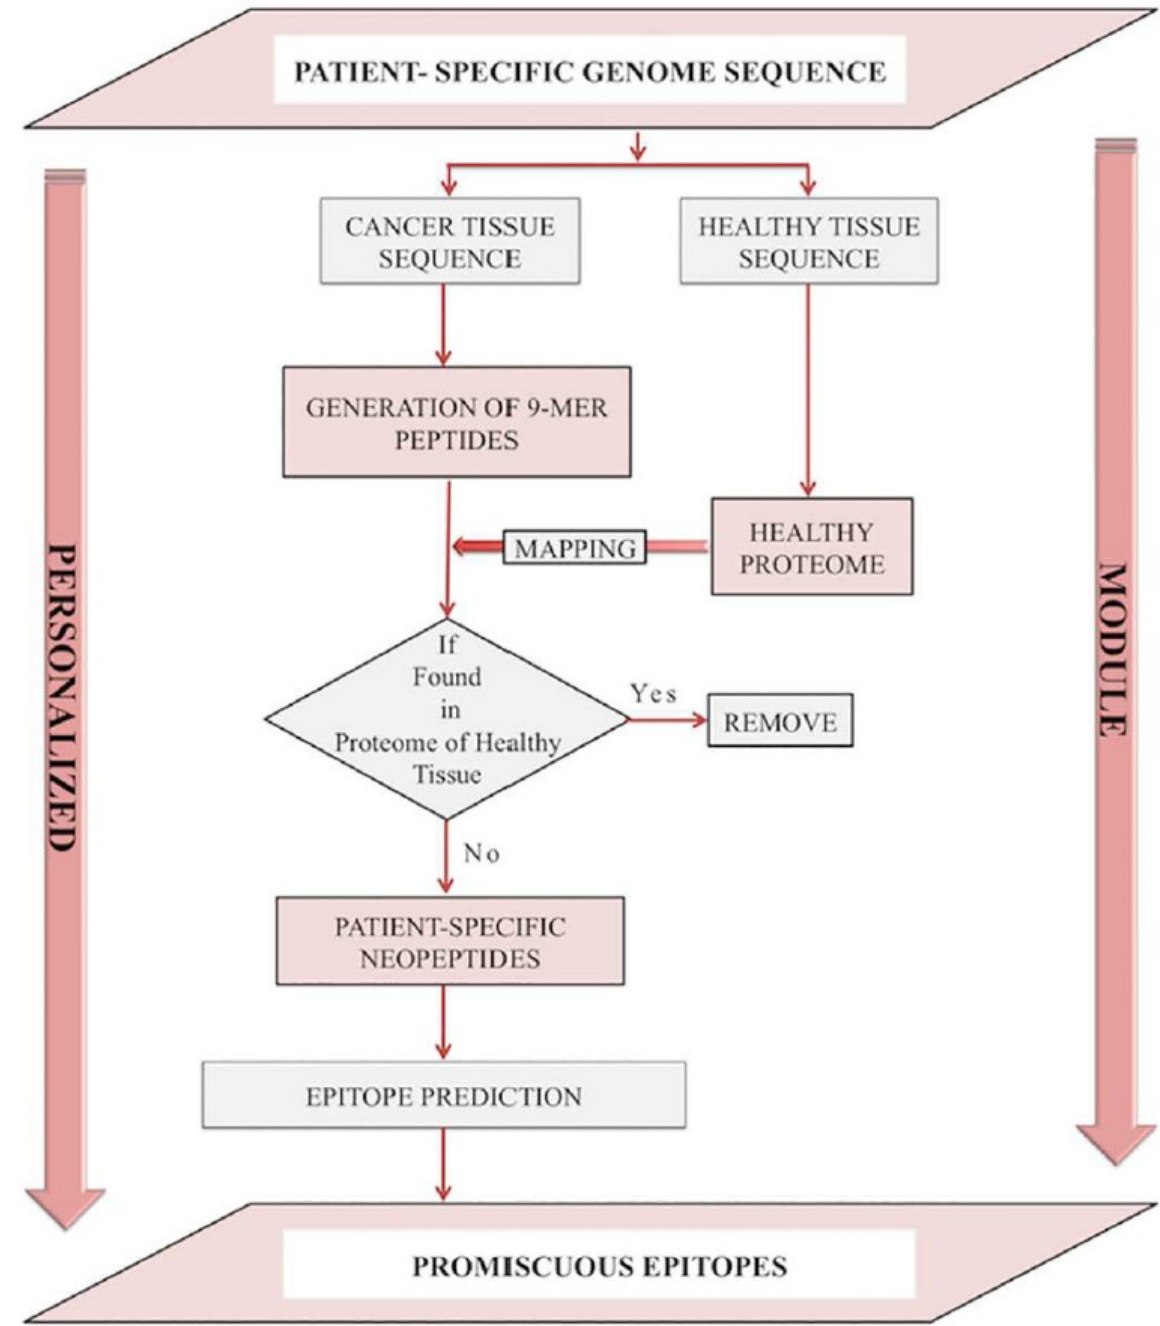 PATIENT- SPECIFIC GENOME SEQUENCE
CANCER TISSUE
SEQUENCE
HEALTHY TISSUE
SEQUENCE
GENERATION OF 9-MER
PEPTIDES
HEALTHY
PROTEOME
MAPPING
If
Found
in
Proteome of Healthy
Tissue
Yes
REMOVE
No
PATIENT-SPECIFIC
NEOPEPTIDES
EPITOPE PREDICTION
PROMISCUOUS EPITOPES
PERSONALIZED
MODULE